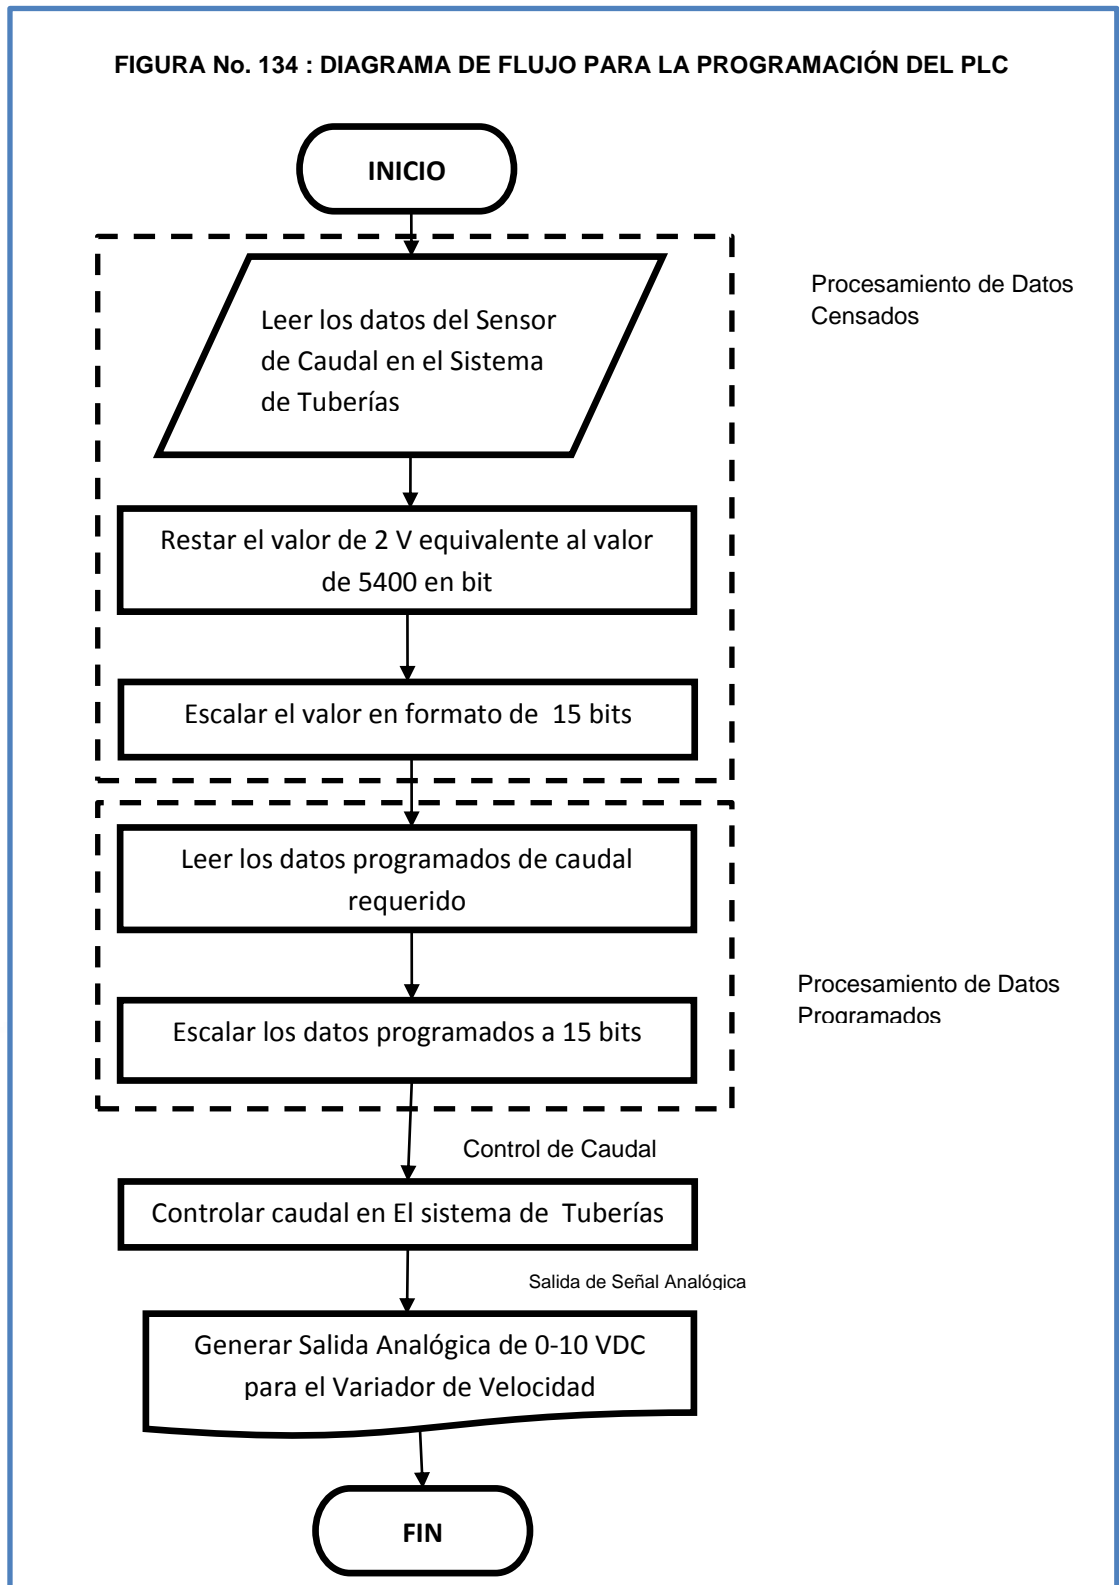 FIGURA No. 134 : DIAGRAMA DE FLUJO PARA LA PROGRAMACIÓN DEL PLC
INICIO
Procesamiento de Datos
Censados
Leer los datos del Sensor
de Caudal en el Sistema
de Tuberías
Restar el valor de 2 V equivalente al valor
de 5400 en bit
Escalar el valor en formato de 15 bits
Leer los datos programados de caudal
requerido
Procesamiento de Datos
Programados
Escalar los datos programados a 15 bits
Control de Caudal
Controlar caudal en El sistema de Tuberías
Salida de Señal Analógica
Generar Salida Analógica de 0-10 VDC
para el Variador de Velocidad
FIN